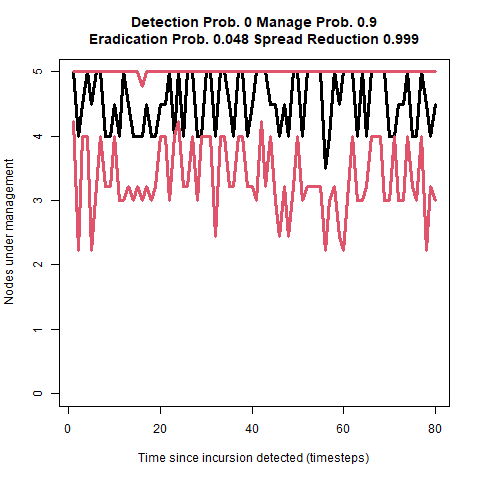 Detection Prob. 0 Manage Prob. 0.9
Eradication Prob. 0.048 Spread Reduction 0.999
Nodes under management
5
4
3
2
1
0
0
20
40
60
80
Time since incursion detected (timesteps)